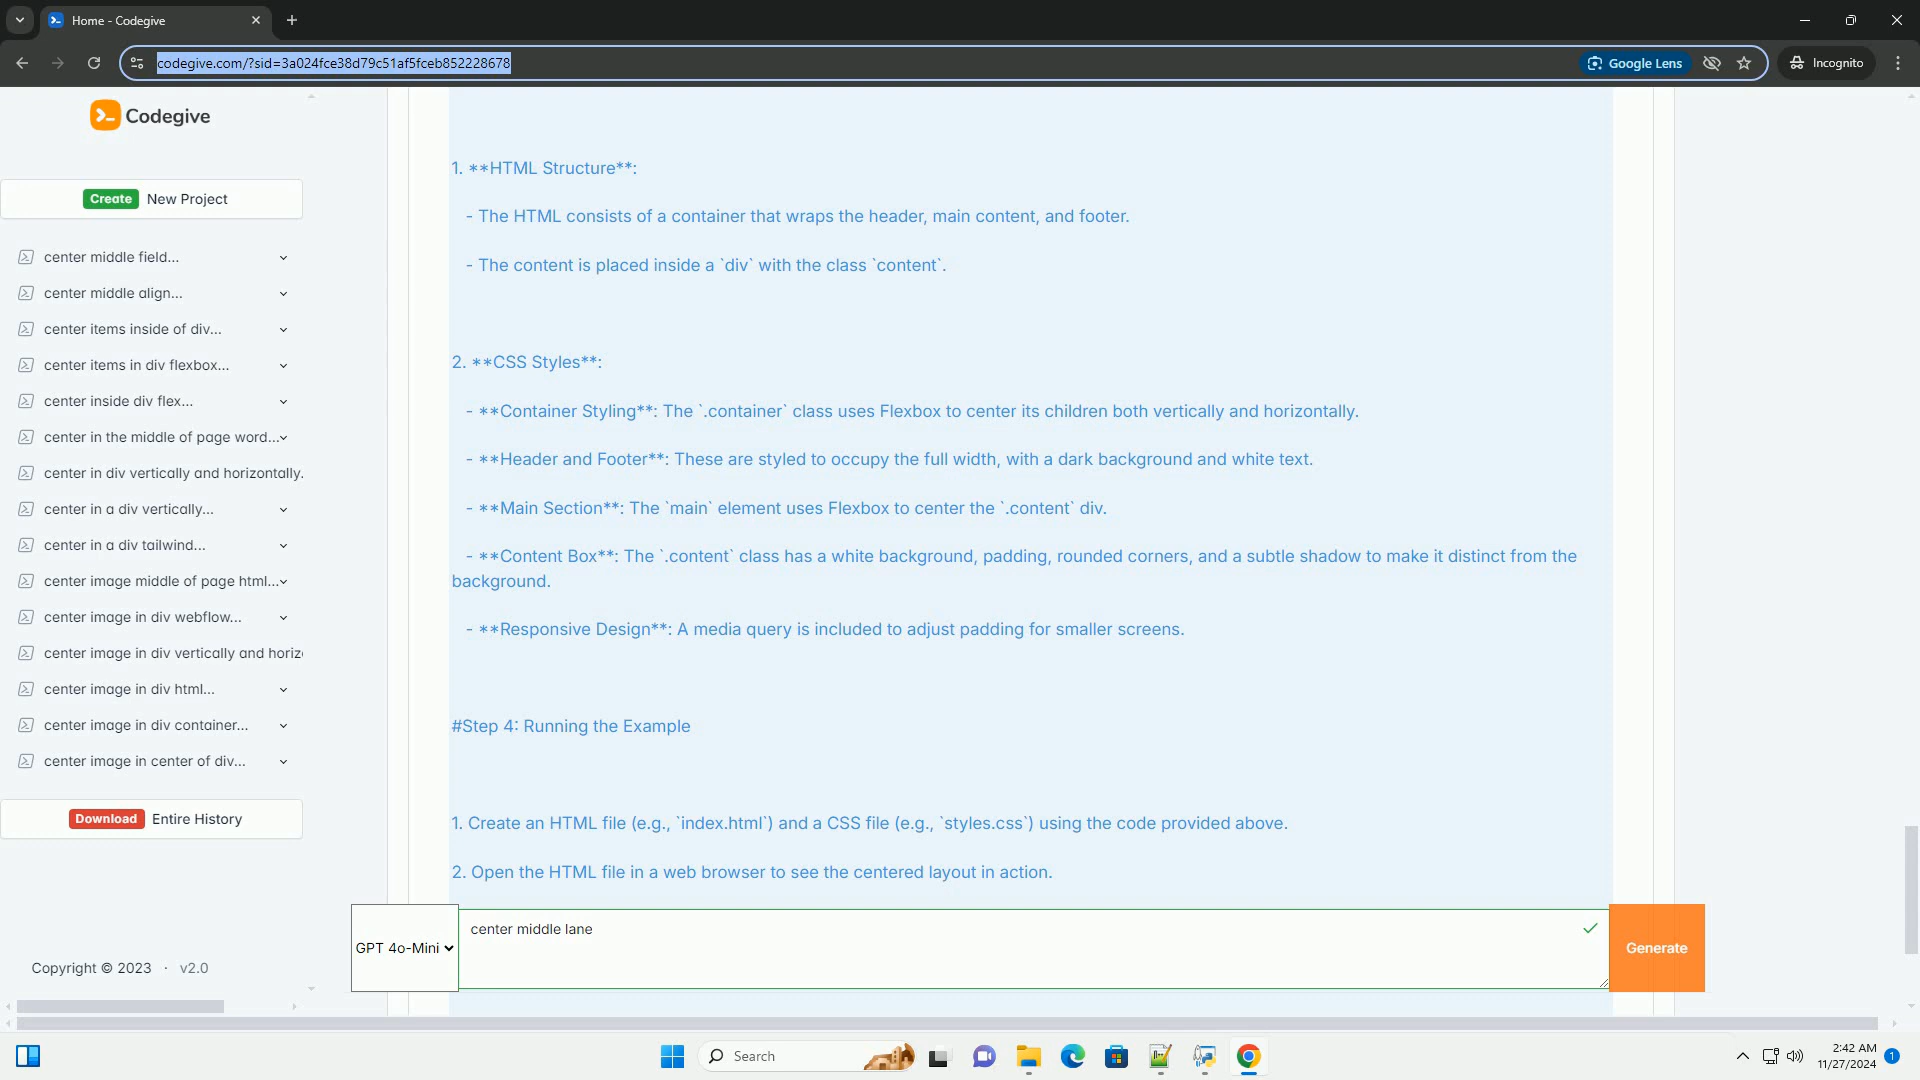 Home - Codegive
codegive.com/?sid=3a024fce38d79c51af5fceb852228678
Google Lens
Incognito
Codegive
Create New Project
center middle field...
center middle align...
center items inside of div...
center items in div flexbox...
center inside div flex...
center in the middle of page word...
center in div vertically and horizontally.
center in a div vertically...
center in a div tailwind...
center image middle of page html...
center image in div webflow...
center image in div vertically and horiz
center image in div html...
center image in div container...
center image in center of div...
Download Entire History
Copyright © 2023 · v2.0
1. **HTML Structure**:
- The HTML consists of a container that wraps the header, main content, and footer.
- The content is placed inside a `div` with the class `content`.
2. **CSS Styles**:
- **Container Styling**: The `.container` class uses Flexbox to center its children both vertically and horizontally.
- **Header and Footer**: These are styled to occupy the full width, with a dark background and white text.
- **Main Section**: The `main` element uses Flexbox to center the `.content` div.
- **Content Box**: The `.content` class has a white background, padding, rounded corners, and a subtle shadow to make it distinct from the
background.
- **Responsive Design**: A media query is included to adjust padding for smaller screens.
#Step 4: Running the Example
1. Create an HTML file (e.g., `index.html`) and a CSS file (e.g., `styles.css`) using the code provided above.
2. Open the HTML file in a web browser to see the centered layout in action.
GPT 4o-Mini
center middle lane
Generate
Search
2:42 AM
11/27/2024
1